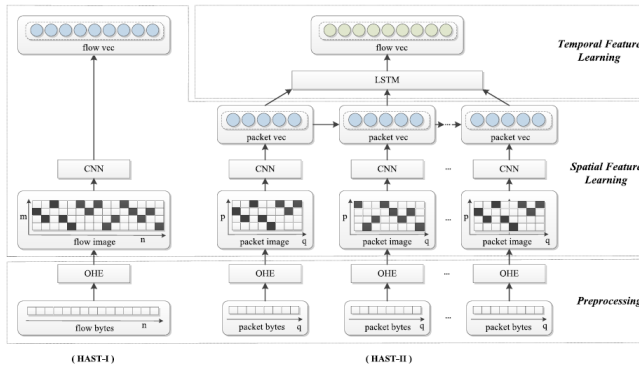 flow vec
flow vec
Temporal Feature
Learning
LSTM
packet vec
packet vec
...
packet vec
CNN
CNN
CNN
...
CNN
Spatial Feature
Learning
m
flow image
n
p
packet image
q
p
packet image
q
...
p
packet image
q
OHE
OHE
OHE
...
OHE
Preprocessing
flow bytes
n
packet bytes
q
packet bytes
q
...
packet bytes
q
( HAST-I )
( HAST-II )